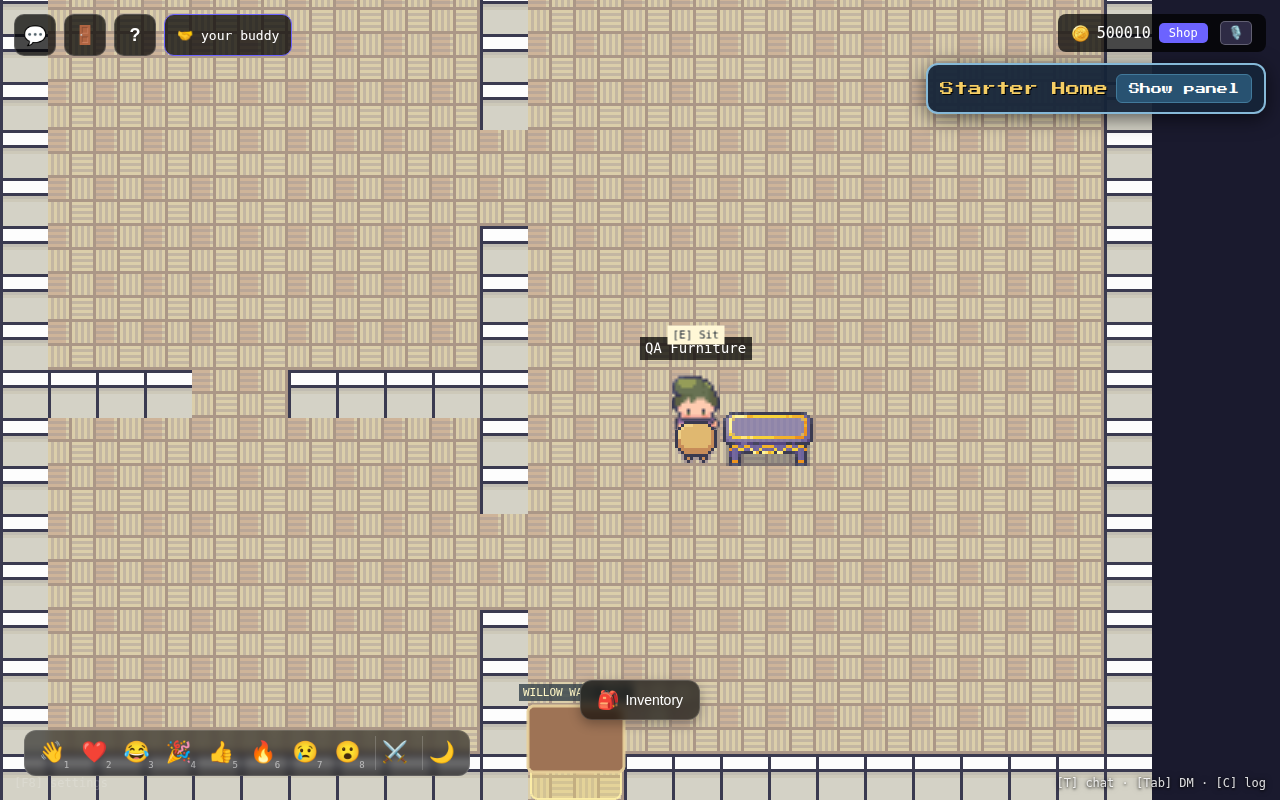 your buddy
?
500010
Shop
Starter Home
Show panel
[E] Sit
QA Furniture
WILLOW WA
Inventory
1 2 3 4 5 6 7 8
[T] chat · [Tab] DM · [C] log